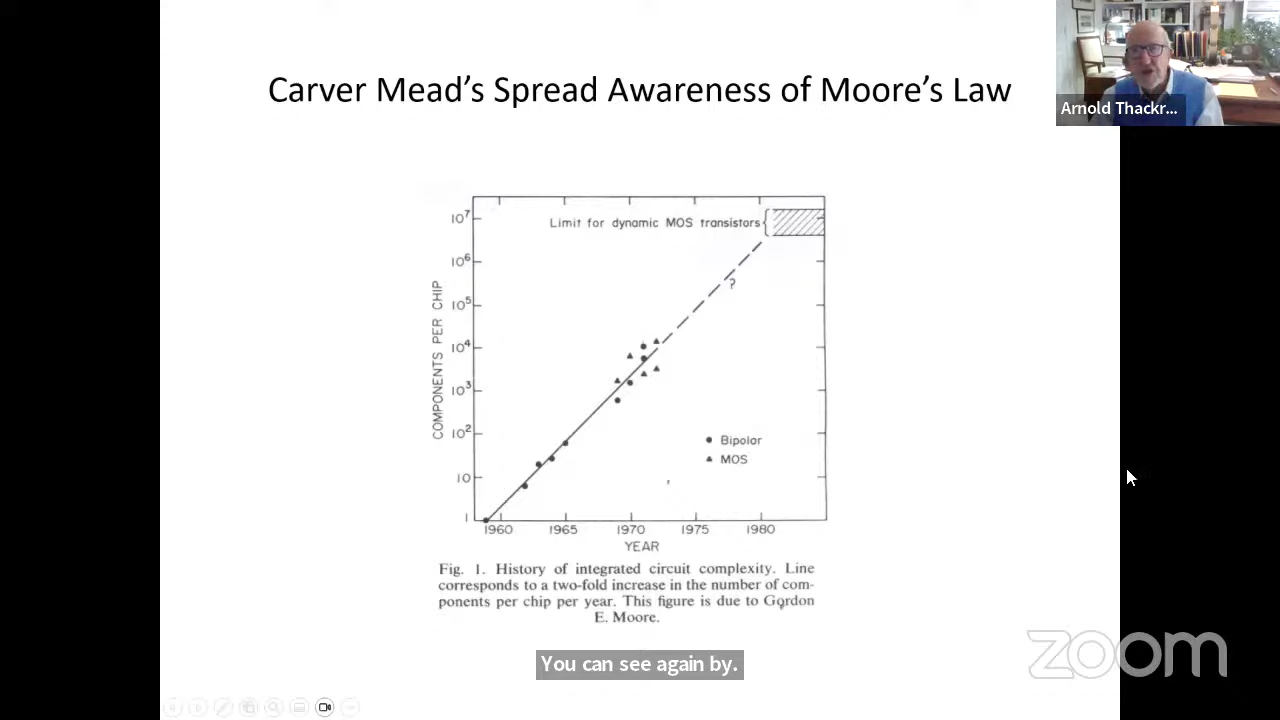 Carver Mead’s Spread Awareness of Moore’s Law
Arnold Thackr...
Limit for dynamic MOS transistors
10⁷
10⁶
10⁵
10⁴
10³
10²
10
1
COMPONENTS PER CHIP
?
Bipolar
MOS
1960 1965 1970 1975 1980
YEAR
Fig. 1. History of integrated circuit complexity. Line
corresponds to a two-fold increase in the number of com-
ponents per chip per year. This figure is due to Gordon
E. Moore.
You can see again by.
zoom